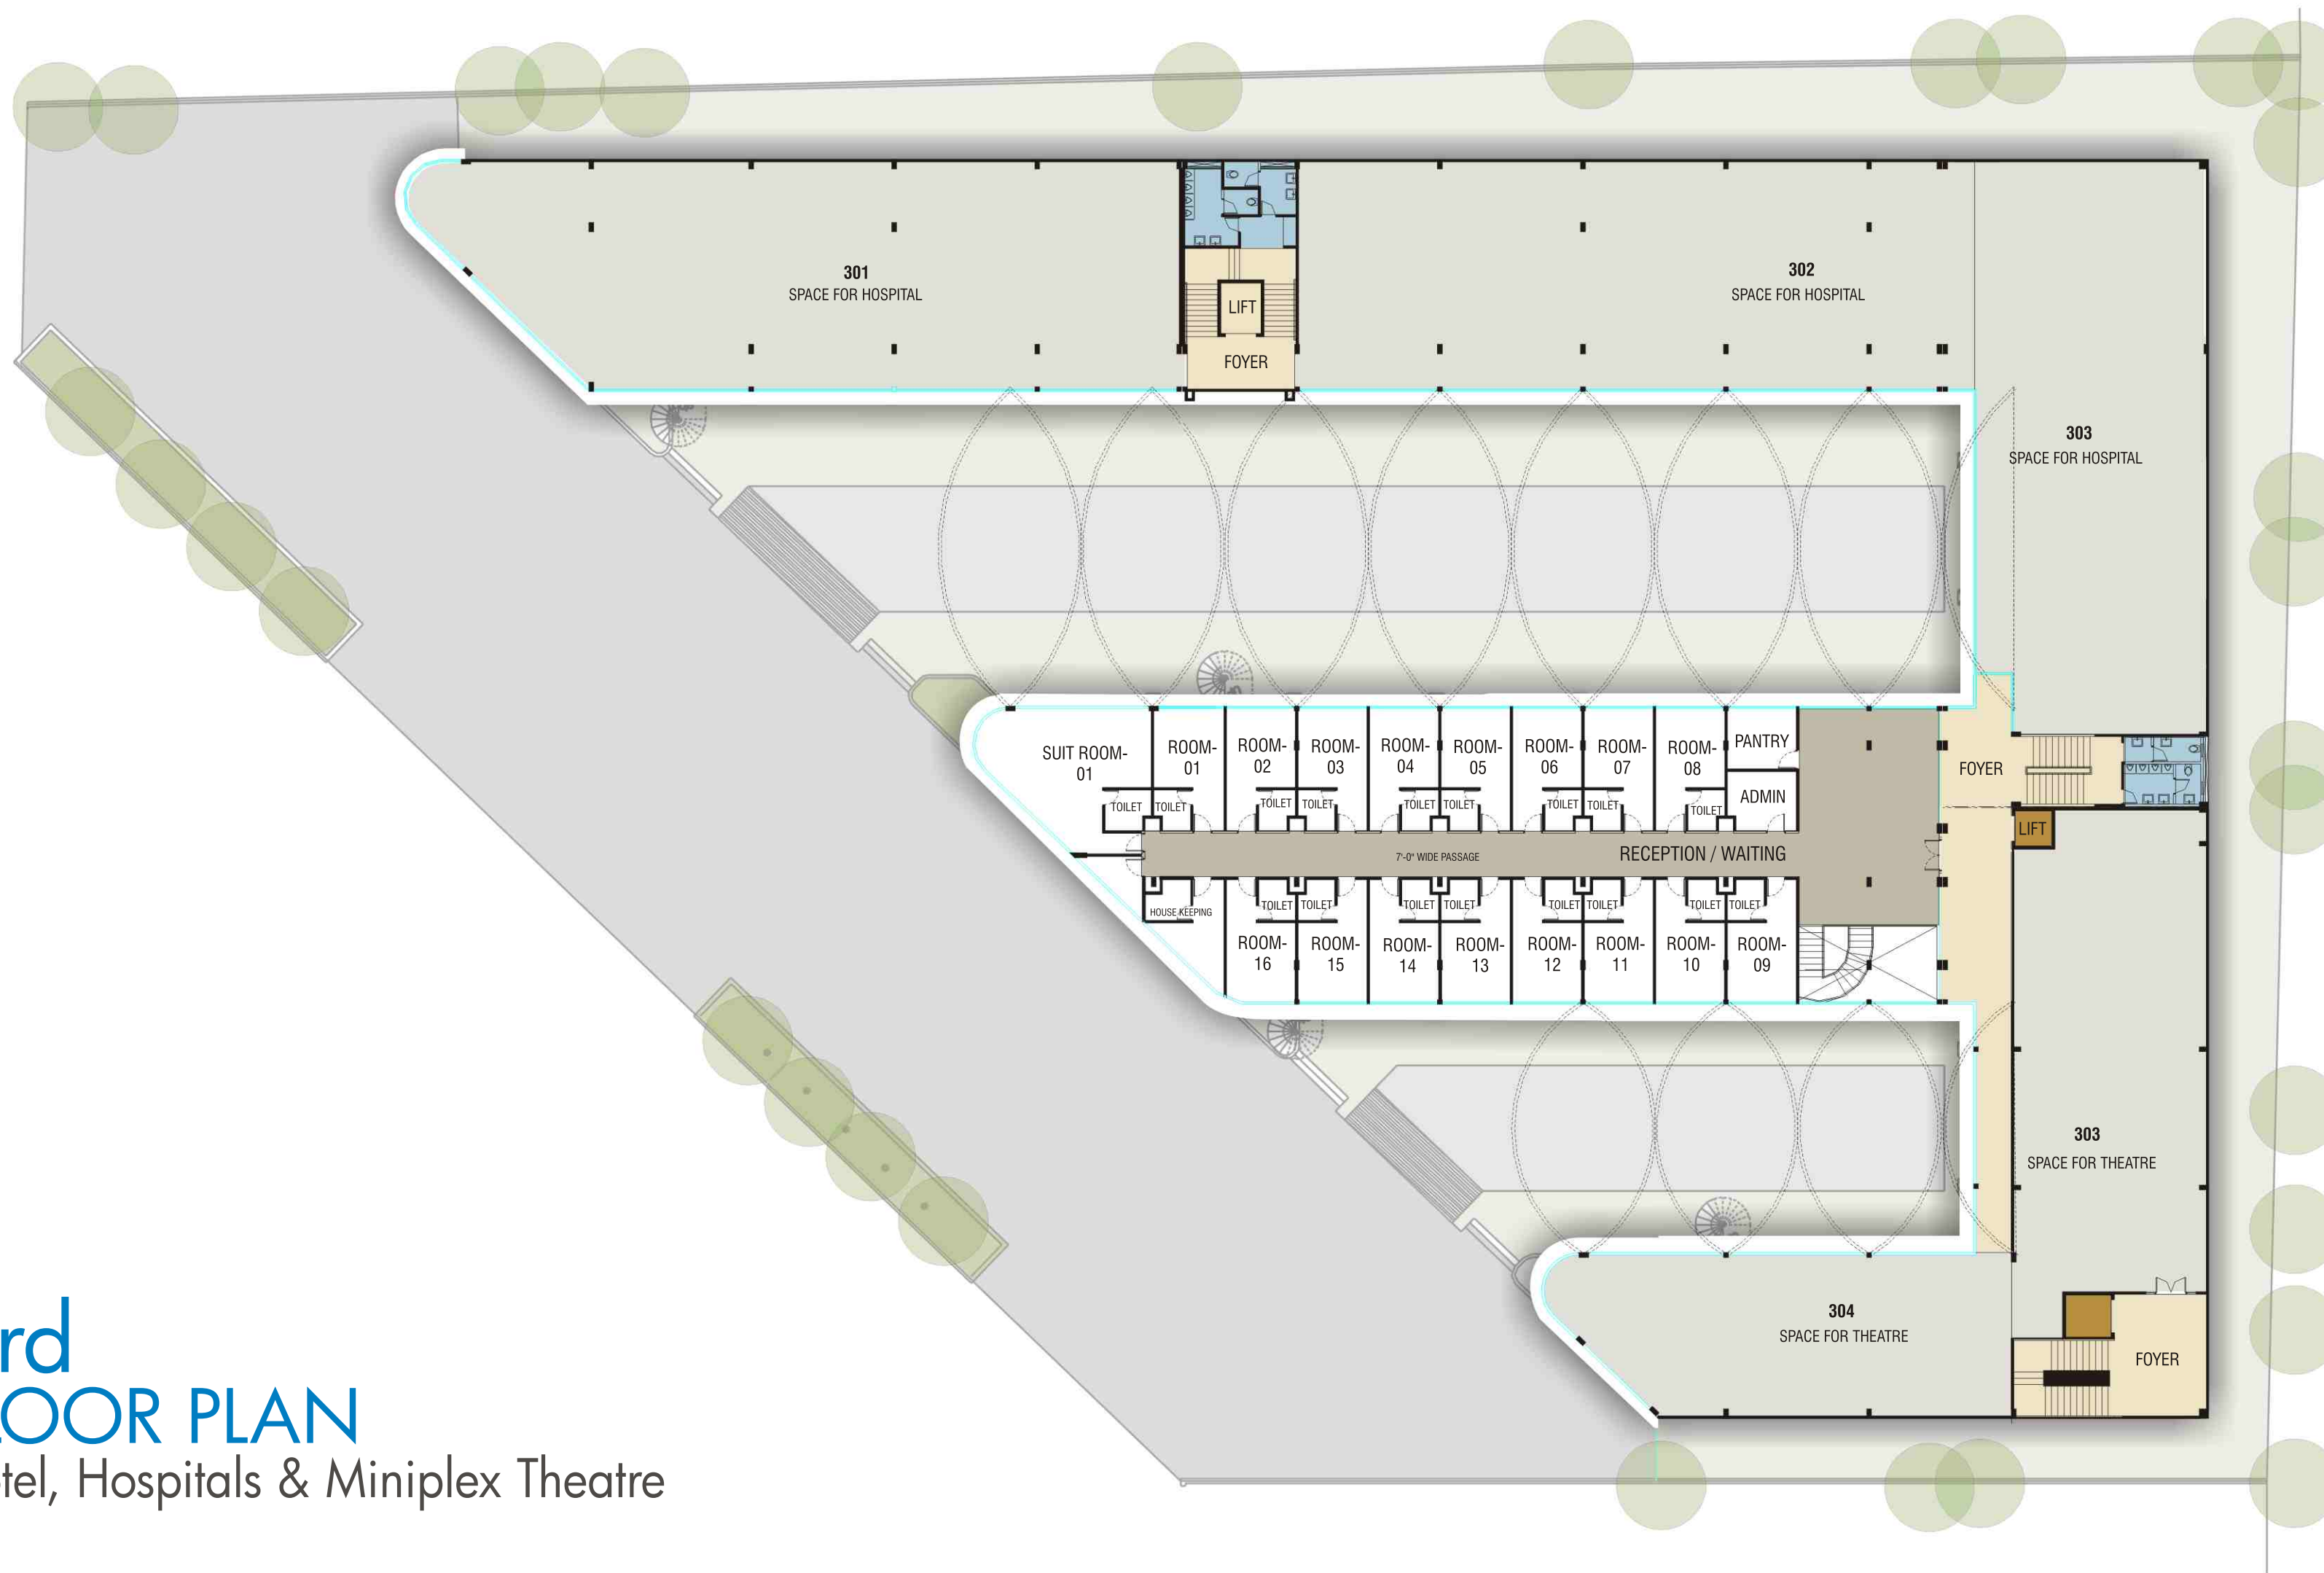 301
SPACE FOR HOSPITAL
302
SPACE FOR HOSPITAL
LIFT
FOYER
303
SPACE FOR HOSPITAL
SUIT ROOM-
01
ROOM-
01
ROOM-
02
ROOM-
03
ROOM-
04
ROOM-
05
ROOM-
06
ROOM-
07
ROOM-
08
PANTRY
ADMIN
FOYER
TOILET
TOILET
TOILET
TOILET
TOILET
TOILET
TOILET
TOILET
TOILET
LIFT
7'-0" WIDE PASSAGE
RECEPTION / WAITING
HOUSE KEEPING
TOILET
TOILET
TOILET
TOILET
TOILET
TOILET
TOILET
TOILET
ROOM-
16
ROOM-
15
ROOM-
14
ROOM-
13
ROOM-
12
ROOM-
11
ROOM-
10
ROOM-
09
303
SPACE FOR THEATRE
304
SPACE FOR THEATRE
FOYER
rd
OOR PLAN
tel, Hospitals & Miniplex Theatre